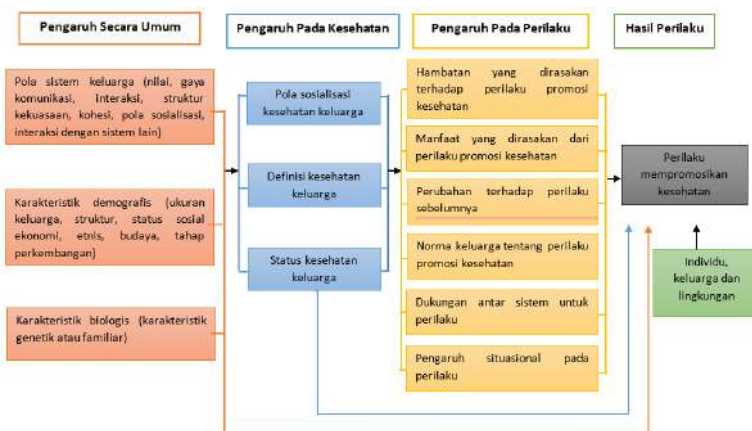 Pengaruh Secara Umum
Pengaruh Pada Kesehatan
Pengaruh Pada Perilaku
Hasil Perilaku
Pola sistem keluarga (nilai, gaya
komunikasi, interaksi, struktur
kekuasaan, kohesi, pola sosialisasi,
interaksi dengan sistem lain)
Karakteristik demografis (ukuran
keluarga, struktur, status sosial
ekonomi, etnis, budaya, tahap
perkembangan)
Karakteristik biologis (karakteristik
genetik atau familiar)
Pola sosialisasi
kesehatan keluarga
Definisi kesehatan
keluarga
Status kesehatan
keluarga
Hambatan yang dirasakan
terhadap perilaku promosi
kesehatan
Manfaat yang dirasakan dari
perilaku promosi kesehatan
Perubahan terhadap perilaku
sebelumnya
Norma keluarga tentang perilaku
promosi kesehatan
Dukungan antar sistem untuk
perilaku
Pengaruh situasional pada
perilaku
Perilaku
mempromosikan
kesehatan
Individu,
keluarga dan
lingkungan